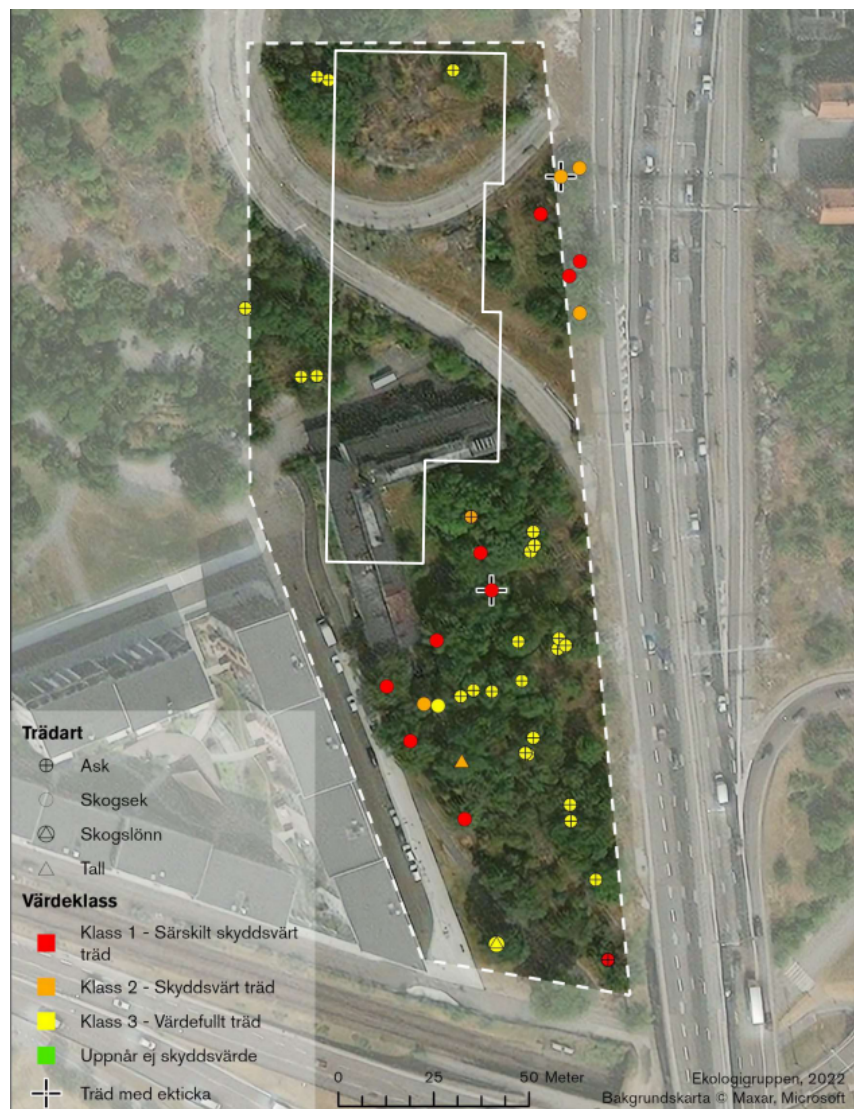 Trädart
Ask
Skogsek
Skogslönn
Tall
Värdeklass
Klass 1 - Särskilt skyddsvärt
träd
Klass 2 - Skyddsvärt träd
Klass 3 - Värdefullt träd
Uppnår ej skyddsvärde
Träd med ekticka
0 25 50 Meter
Ekologigruppen, 2022
Bakgrundskarta © Maxar, Microsoft